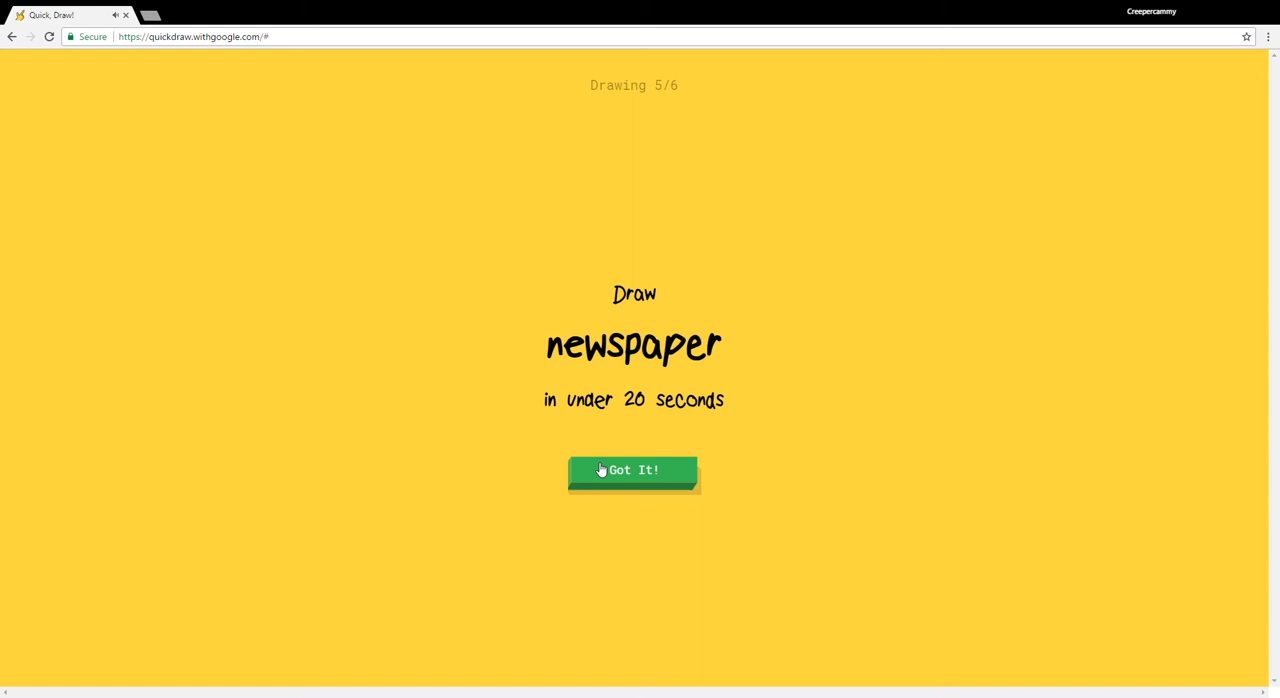 Quick, Draw!
Creepercammy
Secure https://quickdraw.withgoogle.com/#
Drawing 5/6
Draw
newspaper
in under 20 seconds
Got It!